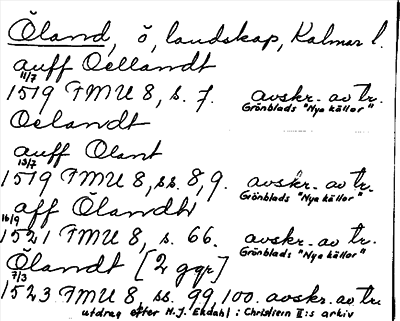 Öland, ö, landskap, Kalmar l.
auff Oellandt
11/7
1519 FMU 8, s. 7. avskr. av tr.
Grönblads "Nya källor"
Oelandt
auff Olant
13/7
1519 FMU 8, ss. 8, 9. avskr. av tr.
Grönblads "Nya källor"
aff Ölandh
16/9
1521 FMU 8, s. 66. avskr. av tr.
Grönblads "Nya källor"
Ölandt [2 ggr]
7/3
1523 FMU 8, ss. 99, 100. avskr. av tr.
utdrag efter N.J. Ekdahl: Christiern II:s arkiv